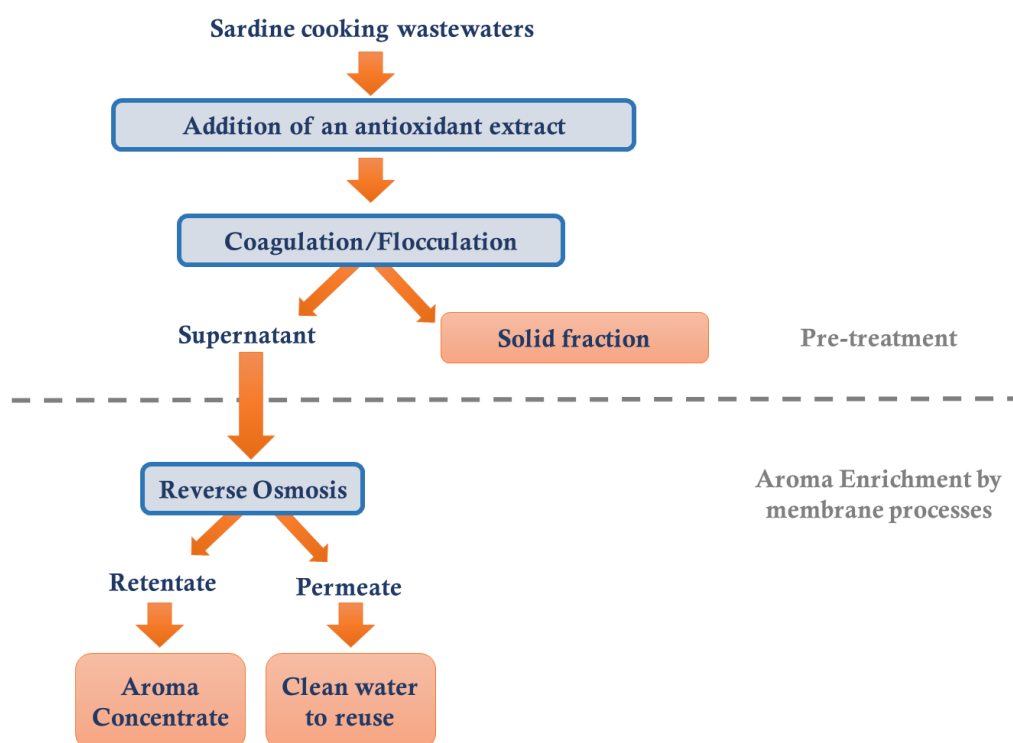 Sardine cooking wastewaters
Addition of an antioxidant extract
Coagulation/Flocculation
Supernatant
Solid fraction
Pre-treatment
Reverse Osmosis
Aroma Enrichment by
membrane processes
Retentate
Permeate
Aroma
Concentrate
Clean water
to reuse